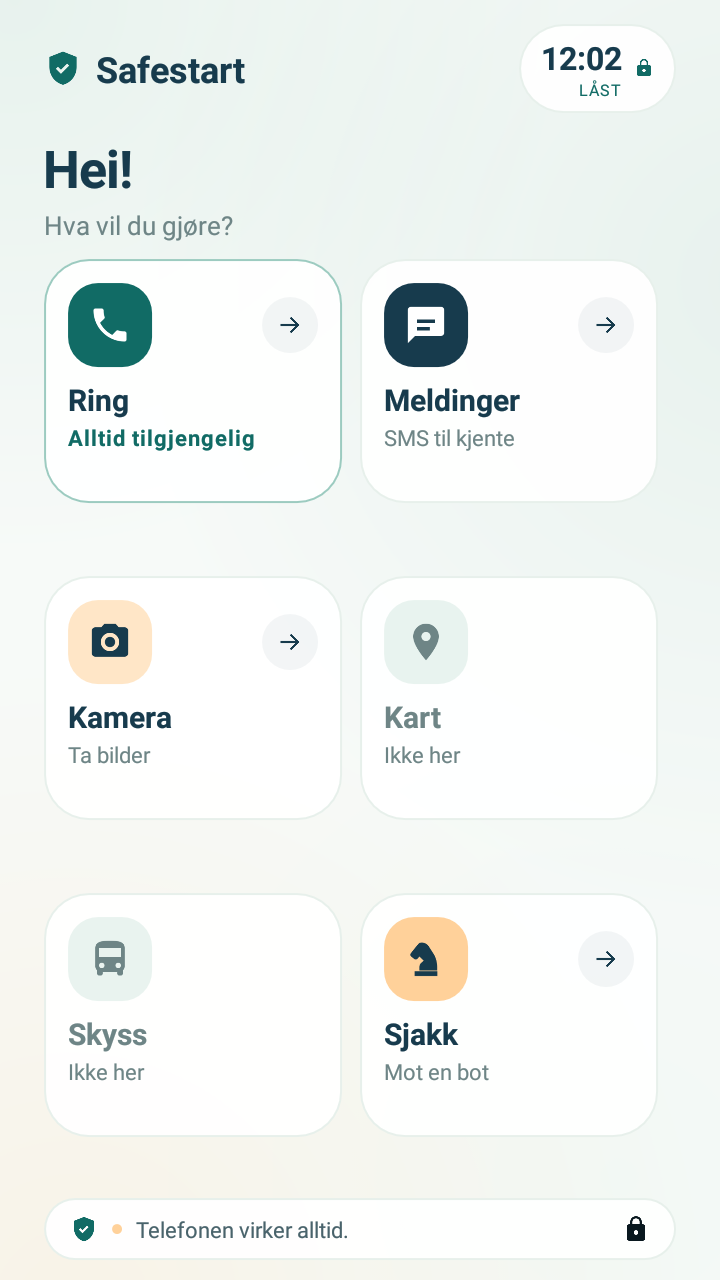 Safestart
12:02
LÅST
Hei!
Hva vil du gjøre?
Ring
Alltid tilgjengelig
Meldinger
SMS til kjente
Kamera
Ta bilder
Kart
Ikke her
Skyss
Ikke her
Sjakk
Mot en bot
Telefonen virker alltid.